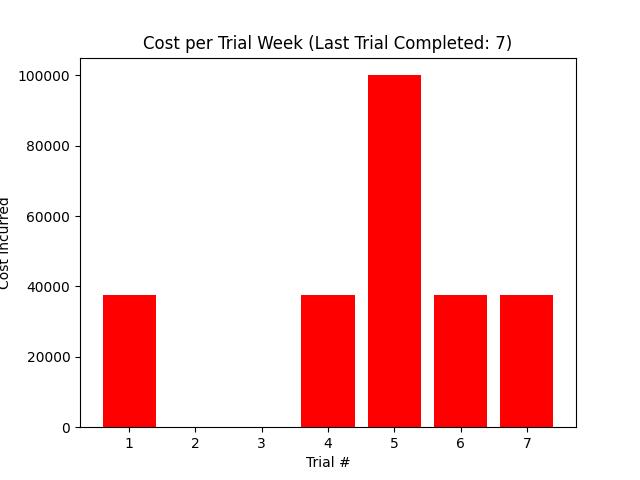 Cost per Trial Week (Last Trial Completed: 7)
100000
80000
60000
40000
20000
0
Cost Incurred
1 2 3 4 5 6 7
Trial #